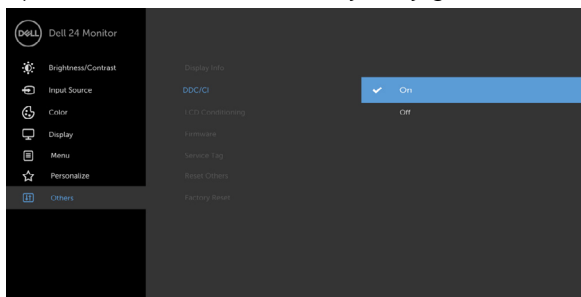 DELL Dell 24 Monitor
Brightness/Contrast
Input Source
Color
Display
Menu
Personalize
Others
Display Info
DDC/CI
LCD Conditioning
Firmware
Service Tag
Reset Others
Factory Reset
On
Off